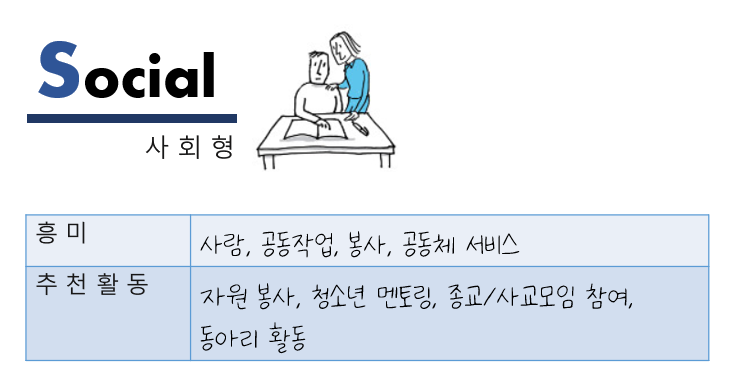 Social
사 회 형
흥 미
사람, 공동작업, 봉사, 공동체 서비스
추 천 활 동
자원 봉사, 청소년 멘토링, 종교/사교모임 참여,
동아리 활동